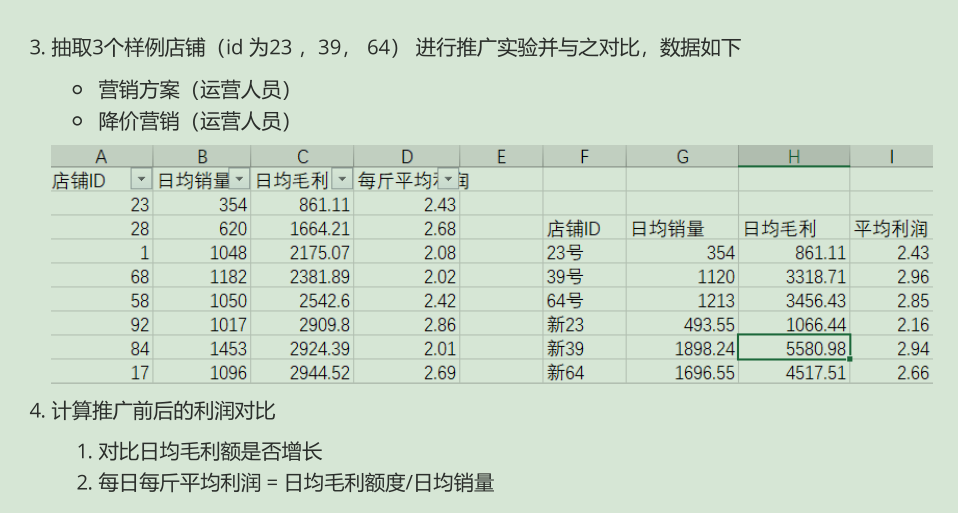 3. 抽取3个样例店铺（id 为23 ，39， 64） 进行推广实验并与之对比，数据如下
营销方案（运营人员）
降价营销（运营人员）
A B C D E F G H I
店铺ID 日均销量 日均毛利 每斤平均利润
23 354 861.11 2.43
28 620 1664.21 2.68 店铺ID 日均销量 日均毛利 平均利润
1 1048 2175.07 2.08 23号 354 861.11 2.43
68 1182 2381.89 2.02 39号 1120 3318.71 2.96
58 1050 2542.6 2.42 64号 1213 3456.43 2.85
92 1017 2909.8 2.86 新23 493.55 1066.44 2.16
84 1453 2924.39 2.01 新39 1898.24 5580.98 2.94
17 1096 2944.52 2.69 新64 1696.55 4517.51 2.66
4. 计算推广前后的利润对比
1. 对比日均毛利额是否增长
2. 每日每斤平均利润 = 日均毛利额度/日均销量